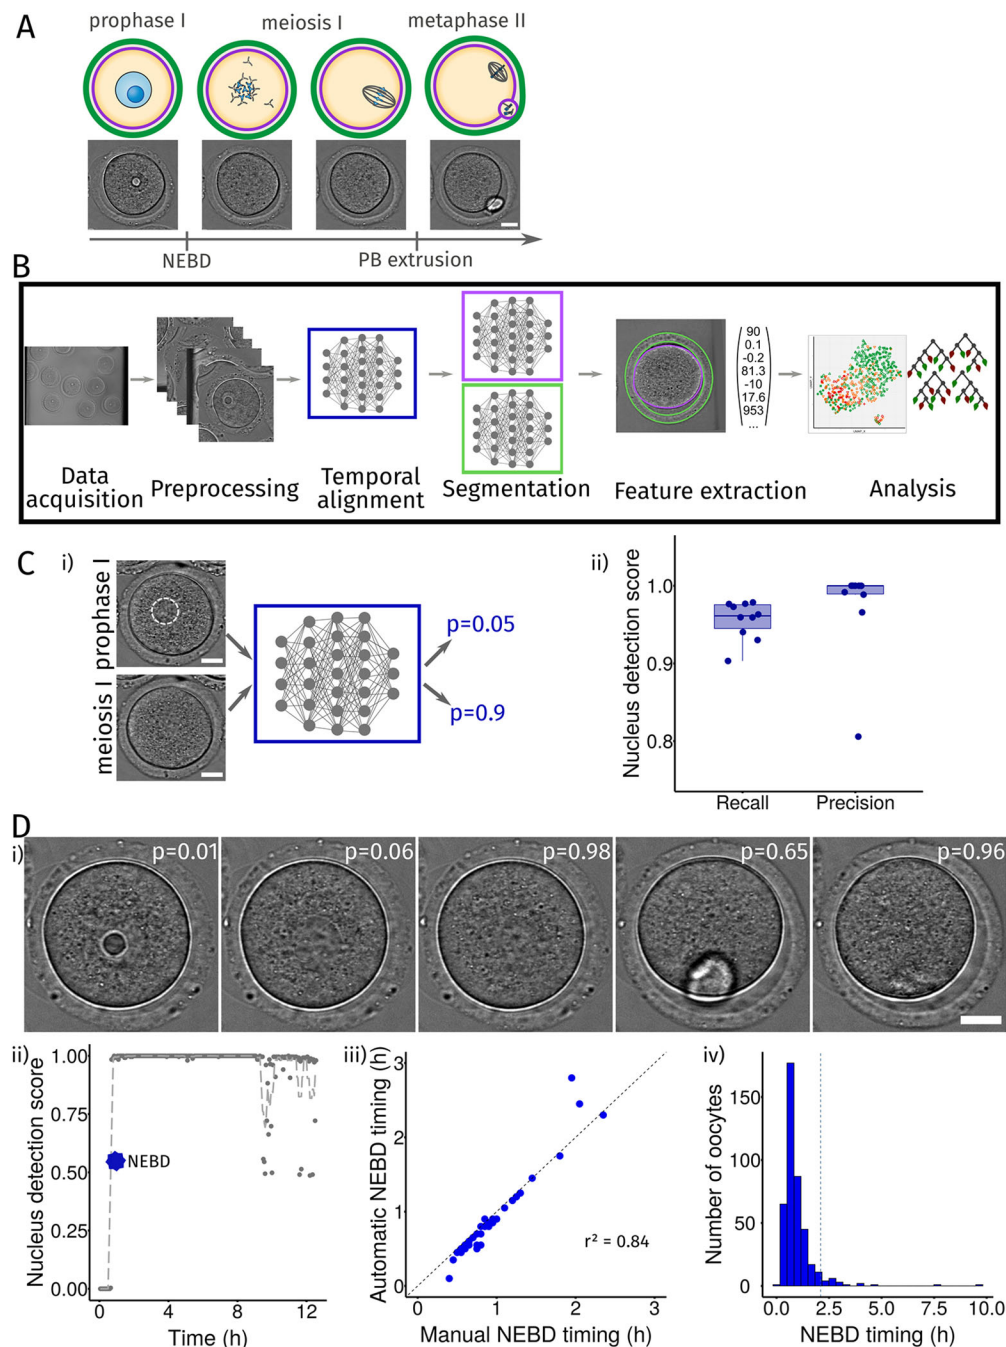 A
prophase I
meiosis I
metaphase II
NEBD
PB extrusion
B
90
0.1
-0.2
81.3
-10
17.6
953
...
Data
acquisition
Preprocessing
Temporal
alignment
Segmentation
Feature extraction
Analysis
C
i)
prophase I
meiosis I
p=0.05
p=0.9
ii)
Nucleus detection score
1.0
0.9
0.8
Recall
Precision
D
i)
p=0.01
p=0.06
p=0.98
p=0.65
p=0.96
ii)
Nucleus detection score
1.00
0.75
0.50
0.25
0.00
NEBD
0
4
8
12
Time (h)
iii)
Automatic NEBD timing (h)
3
2
1
0
r² = 0.84
0
1
2
3
Manual NEBD timing (h)
iv)
Number of oocytes
150
100
50
0
0.0
2.5
5.0
7.5
10.0
NEBD timing (h)